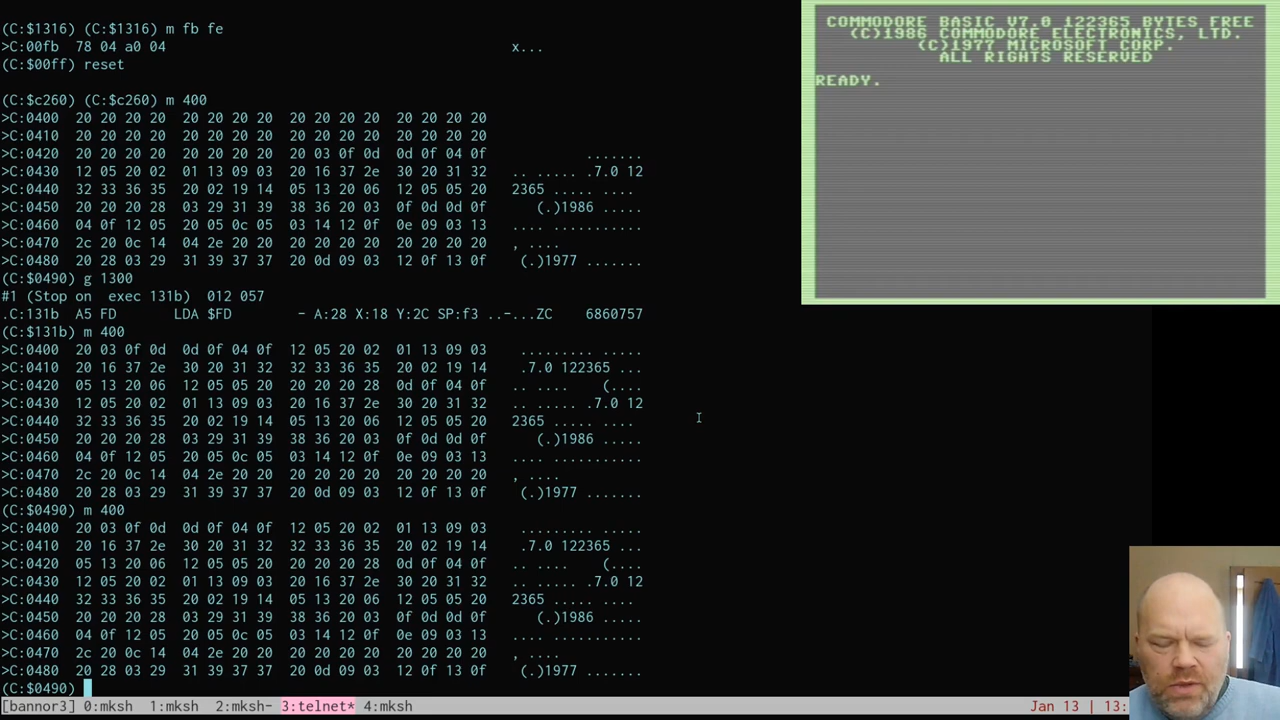 (C:$1316) (C:$1316) m fb fe
>C:00fb  78 04 a0 04                                         x...
(C:$00ff) reset
(C:$c260) (C:$c260) m 400
>C:0400  20 20 20 20  20 20 20 20  20 20 20 20  20 20 20 20
>C:0410  20 20 20 20  20 20 20 20  20 20 20 20  20 20 20 20
>C:0420  20 20 20 20  20 20 20 20  20 03 0f 0d  0d 0f 04 0f            .......
>C:0430  12 05 20 02  01 13 09 03  20 16 37 2e  30 20 31 32   .. ..... .7.0 12
>C:0440  32 33 36 35  20 02 19 14  05 13 20 06  12 05 05 20   2365 ..... ....
>C:0450  20 20 20 28  03 29 31 39  38 36 20 03  0f 0d 0d 0f      (.)1986 .....
>C:0460  04 0f 12 05  20 05 0c 05  03 14 12 0f  0e 09 03 13   .... ...........
>C:0470  2c 20 0c 14  04 2e 20 20  20 20 20 20  20 20 20 20   , ....
>C:0480  20 28 03 29  31 39 37 37  20 0d 09 03  12 0f 13 0f    (.)1977 .......
(C:$0490) g 1300
#1 (Stop on  exec 131b)  012 057
.C:131b  A5 FD       LDA $FD        - A:28 X:18 Y:2C SP:f3 ..-...ZC    6860757
(C:$131b) m 400
>C:0400  20 03 0f 0d  0d 0f 04 0f  12 05 20 02  01 13 09 03    ......... .....
>C:0410  20 16 37 2e  30 20 31 32  32 33 36 35  20 02 19 14    .7.0 122365 ...
>C:0420  05 13 20 06  12 05 05 20  20 20 20 28  0d 0f 04 0f   .. ....    (....
>C:0430  12 05 20 02  01 13 09 03  20 16 37 2e  30 20 31 32   .. ..... .7.0 12
>C:0440  32 33 36 35  20 02 19 14  05 13 20 06  12 05 05 20   2365 ..... ....
>C:0450  20 20 20 28  03 29 31 39  38 36 20 03  0f 0d 0d 0f      (.)1986 .....
>C:0460  04 0f 12 05  20 05 0c 05  03 14 12 0f  0e 09 03 13   .... ...........
>C:0470  2c 20 0c 14  04 2e 20 20  20 20 20 20  20 20 20 20   , ....
>C:0480  20 28 03 29  31 39 37 37  20 0d 09 03  12 0f 13 0f    (.)1977 .......
(C:$0490) m 400
>C:0400  20 03 0f 0d  0d 0f 04 0f  12 05 20 02  01 13 09 03    ......... .....
>C:0410  20 16 37 2e  30 20 31 32  32 33 36 35  20 02 19 14    .7.0 122365 ...
>C:0420  05 13 20 06  12 05 05 20  20 20 20 28  0d 0f 04 0f   .. ....    (....
>C:0430  12 05 20 02  01 13 09 03  20 16 37 2e  30 20 31 32   .. ..... .7.0 12
>C:0440  32 33 36 35  20 02 19 14  05 13 20 06  12 05 05 20   2365 ..... ....
>C:0450  20 20 20 28  03 29 31 39  38 36 20 03  0f 0d 0d 0f      (.)1986 .....
>C:0460  04 0f 12 05  20 05 0c 05  03 14 12 0f  0e 09 03 13   .... ...........
>C:0470  2c 20 0c 14  04 2e 20 20  20 20 20 20  20 20 20 20   , ....
>C:0480  20 28 03 29  31 39 37 37  20 0d 09 03  12 0f 13 0f    (.)1977 .......
(C:$0490)
[bannor3] 0:mksh  1:mksh  2:mksh- 3:telnet* 4:mksh
Jan 13 | 13:
COMMODORE BASIC V7.0 122365 BYTES FREE
(C)1986 COMMODORE ELECTRONICS, LTD.
(C)1977 MICROSOFT CORP.
ALL RIGHTS RESERVED
READY.